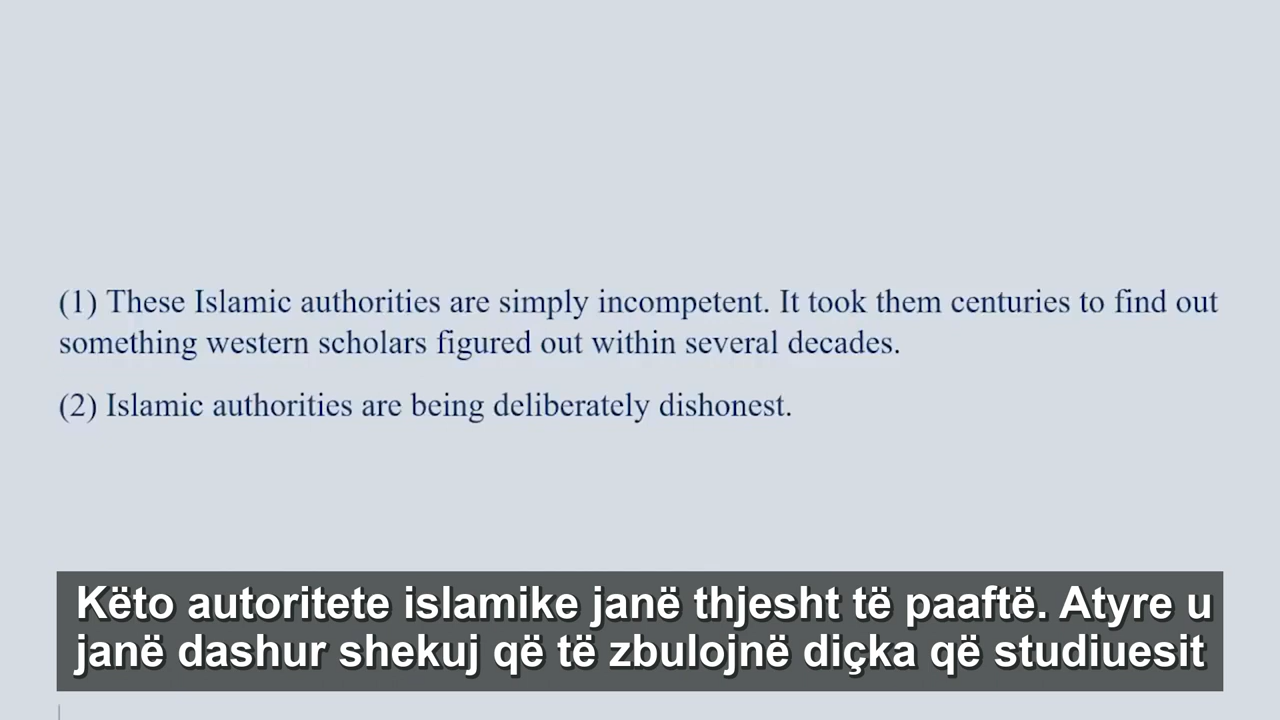 (1) These Islamic authorities are simply incompetent. It took them centuries to find out
something western scholars figured out within several decades.
(2) Islamic authorities are being deliberately dishonest.
Këto autoritete islamike janë thjesht të paaftë. Atyre u
janë dashur shekuj që të zbulojnë diçka që studiuesit